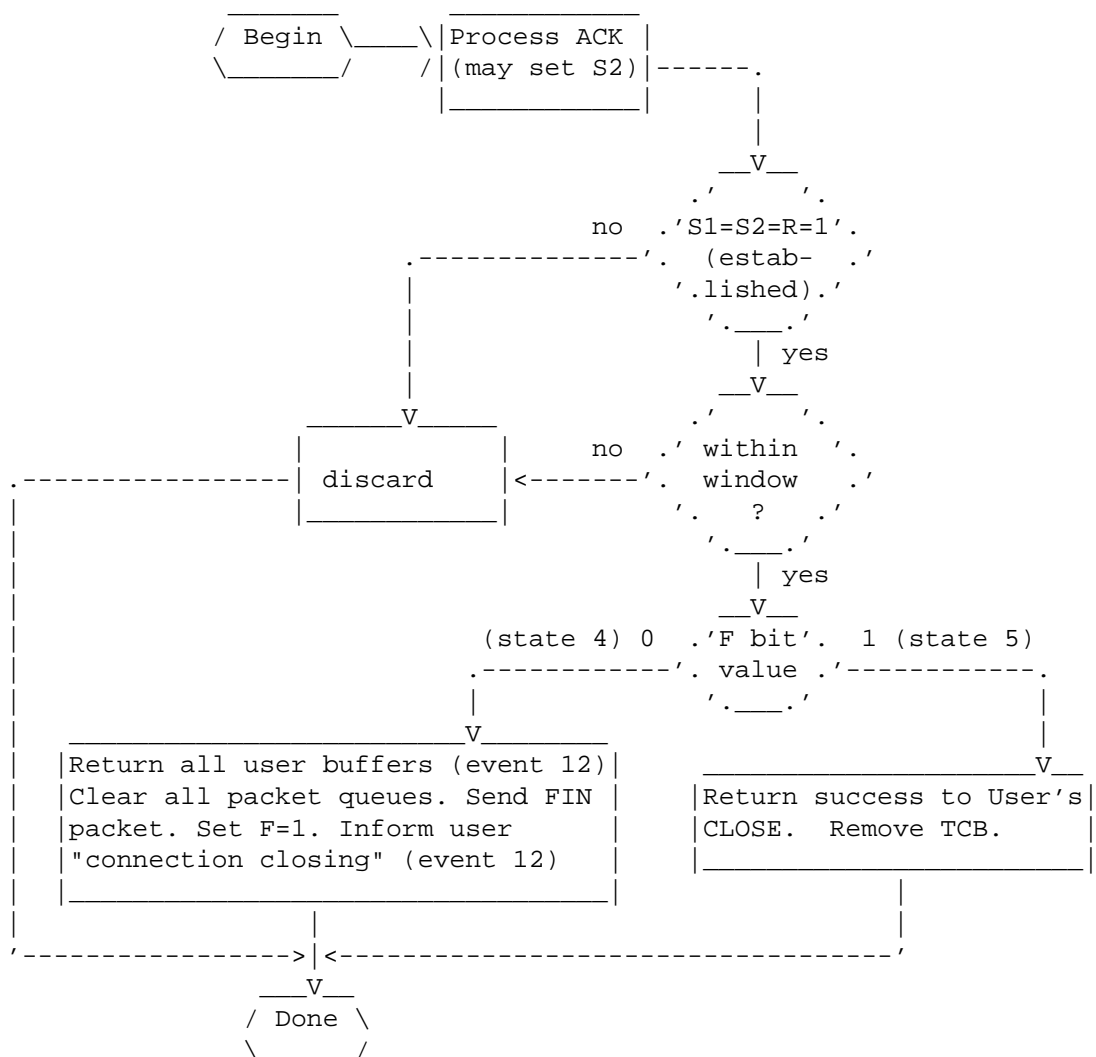 Begin
Process ACK
(may set S2)
S1=S2=R=1
no
(estab-
lished)
yes
within
no
discard
window
?
yes
(state 4) 0
F bit
1 (state 5)
value
Return all user buffers (event 12)
Clear all packet queues. Send FIN
packet. Set F=1. Inform user
"connection closing" (event 12)
Return success to User's
CLOSE. Remove TCB.
Done